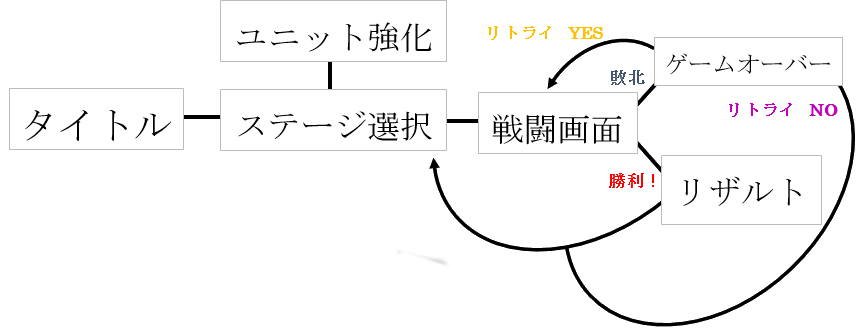 ユニット強化
リトライ　YES
ゲームオーバー
敗北
タイトル
ステージ選択
戦闘画面
リトライ　NO
勝利！
リザルト